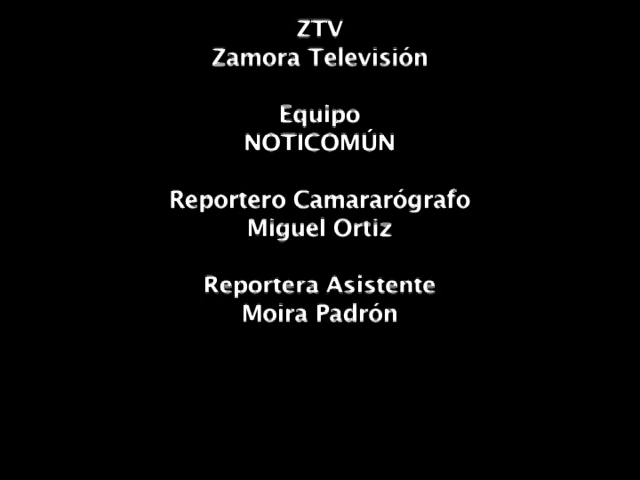 ZTV
Zamora Televisión
Equipo
NOTICOMÚN
Reportero Camararógrafo
Miguel Ortiz
Reportera Asistente
Moira Padrón